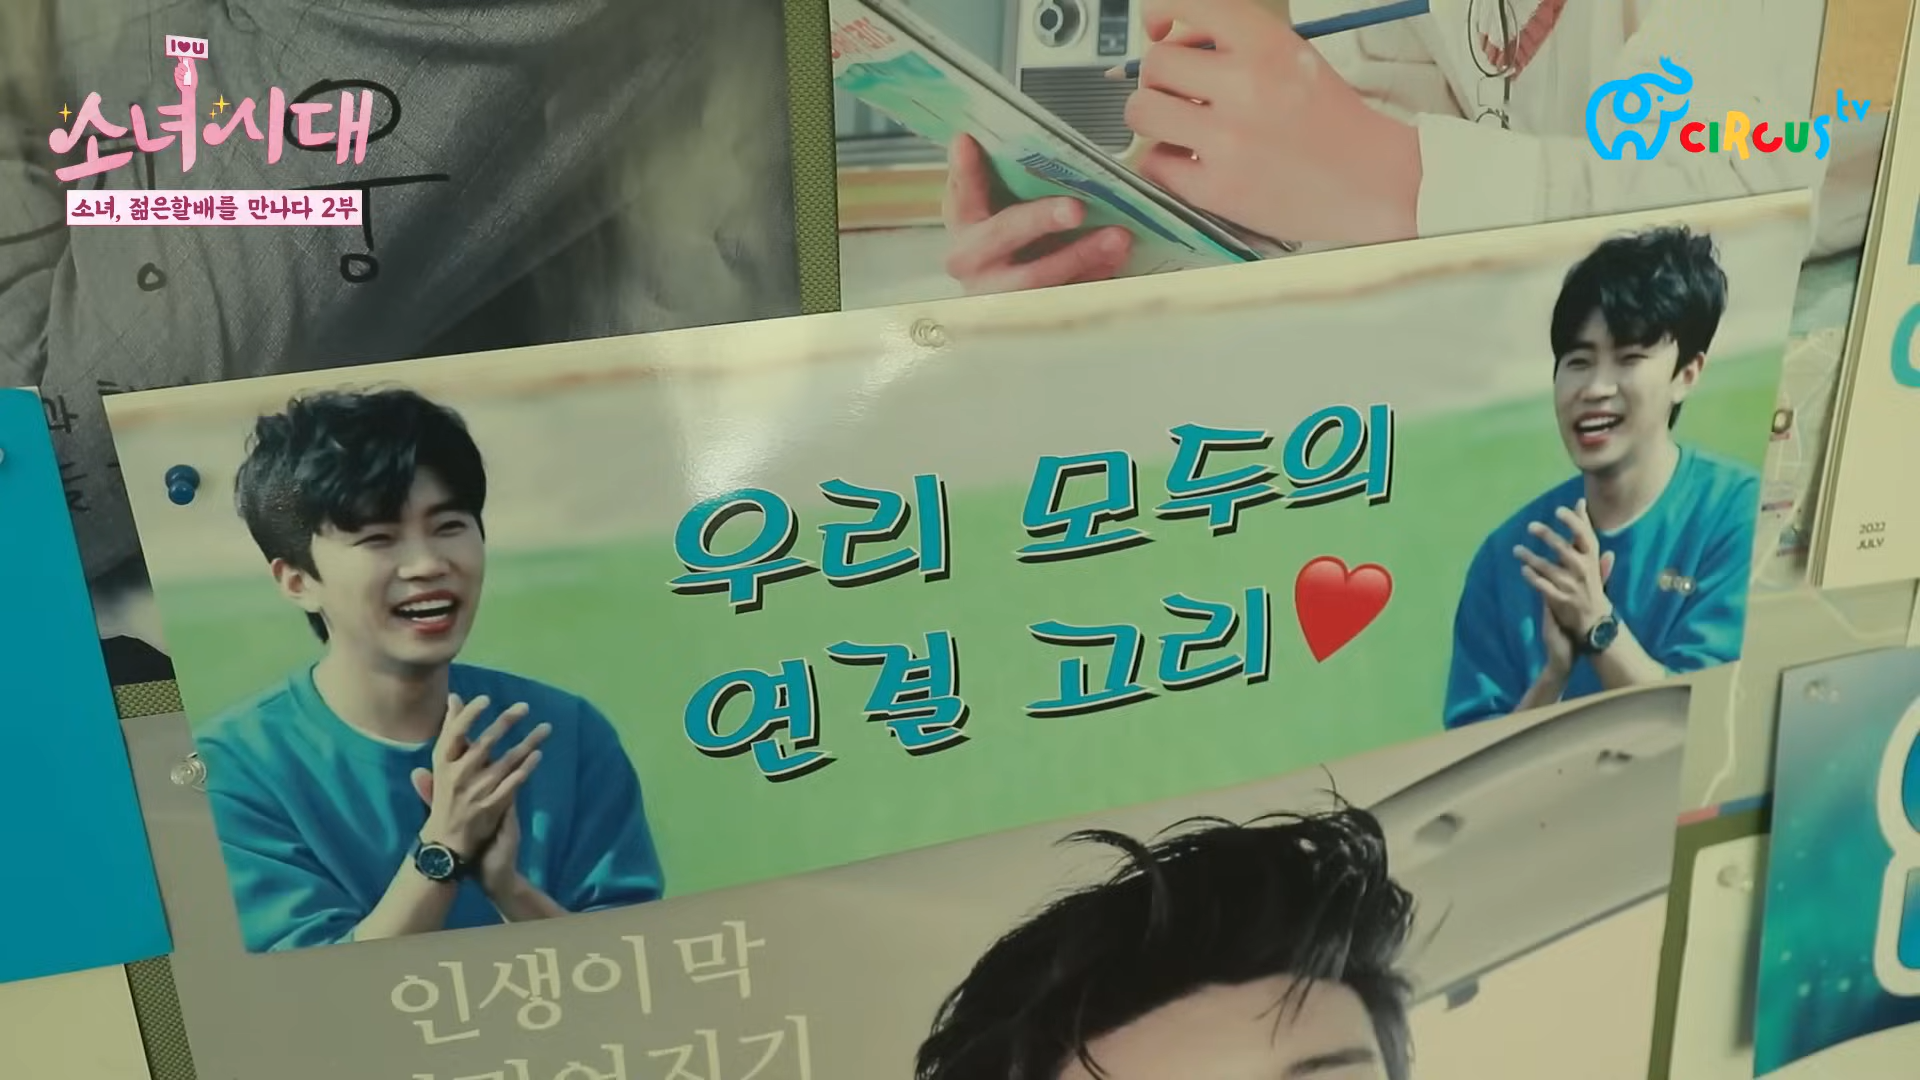 I♥U
소녀시대
소녀, 젊은할배를 만나다 2부
CIRCUS tv
우리 모두의
연결 고리❤
2022
JULY
인생이 막